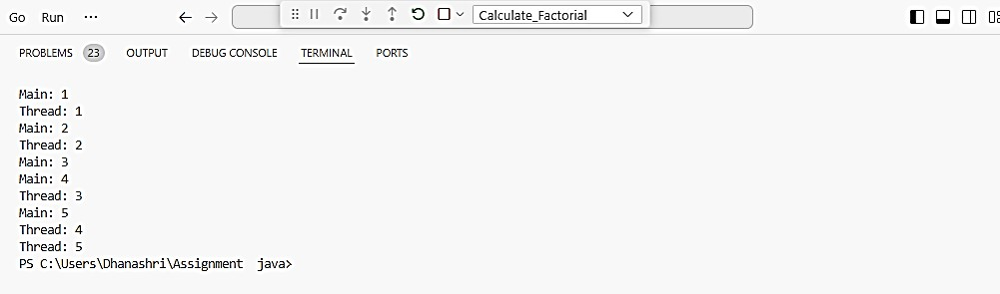 Go Run ... Calculate_Factorial
PROBLEMS 23 OUTPUT DEBUG CONSOLE TERMINAL PORTS
Main: 1
Thread: 1
Main: 2
Thread: 2
Main: 3
Main: 4
Thread: 3
Main: 5
Thread: 4
Thread: 5
PS C:\Users\Dhanashri\Assignment  java>